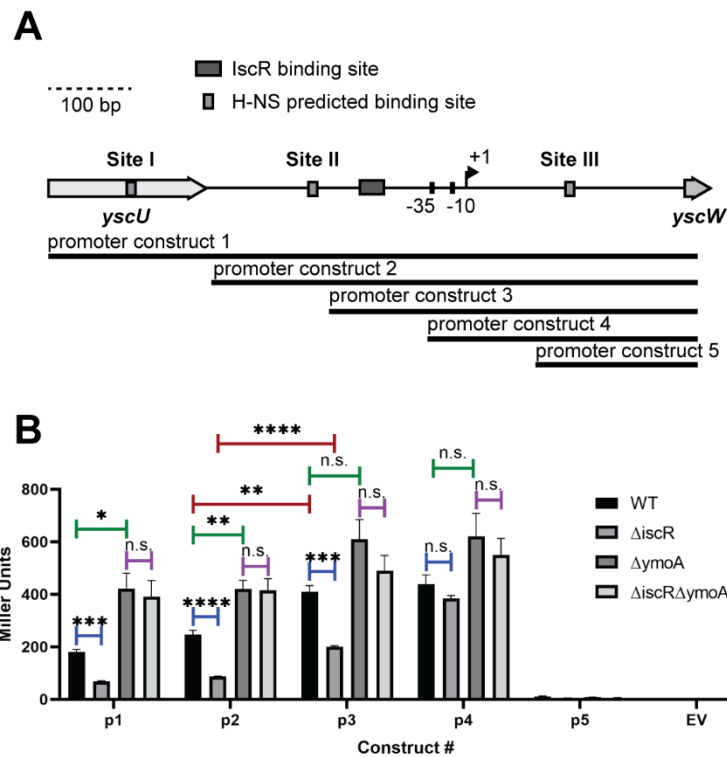 A
IscR binding site
H-NS predicted binding site
100 bp
Site I
Site II
+1
Site III
-35
-10
yscU
yscW
promoter construct 1
promoter construct 2
promoter construct 3
promoter construct 4
promoter construct 5
B
****
n.s.
n.s.
**
n.s.
n.s.
* ** *** n.s.
n.s. n.s.
*** ****
800
600
400
200
0
Miller Units
WT
ΔiscR
ΔymoA
ΔiscRΔymoA
p1 p2 p3 p4 p5 EV
Construct #